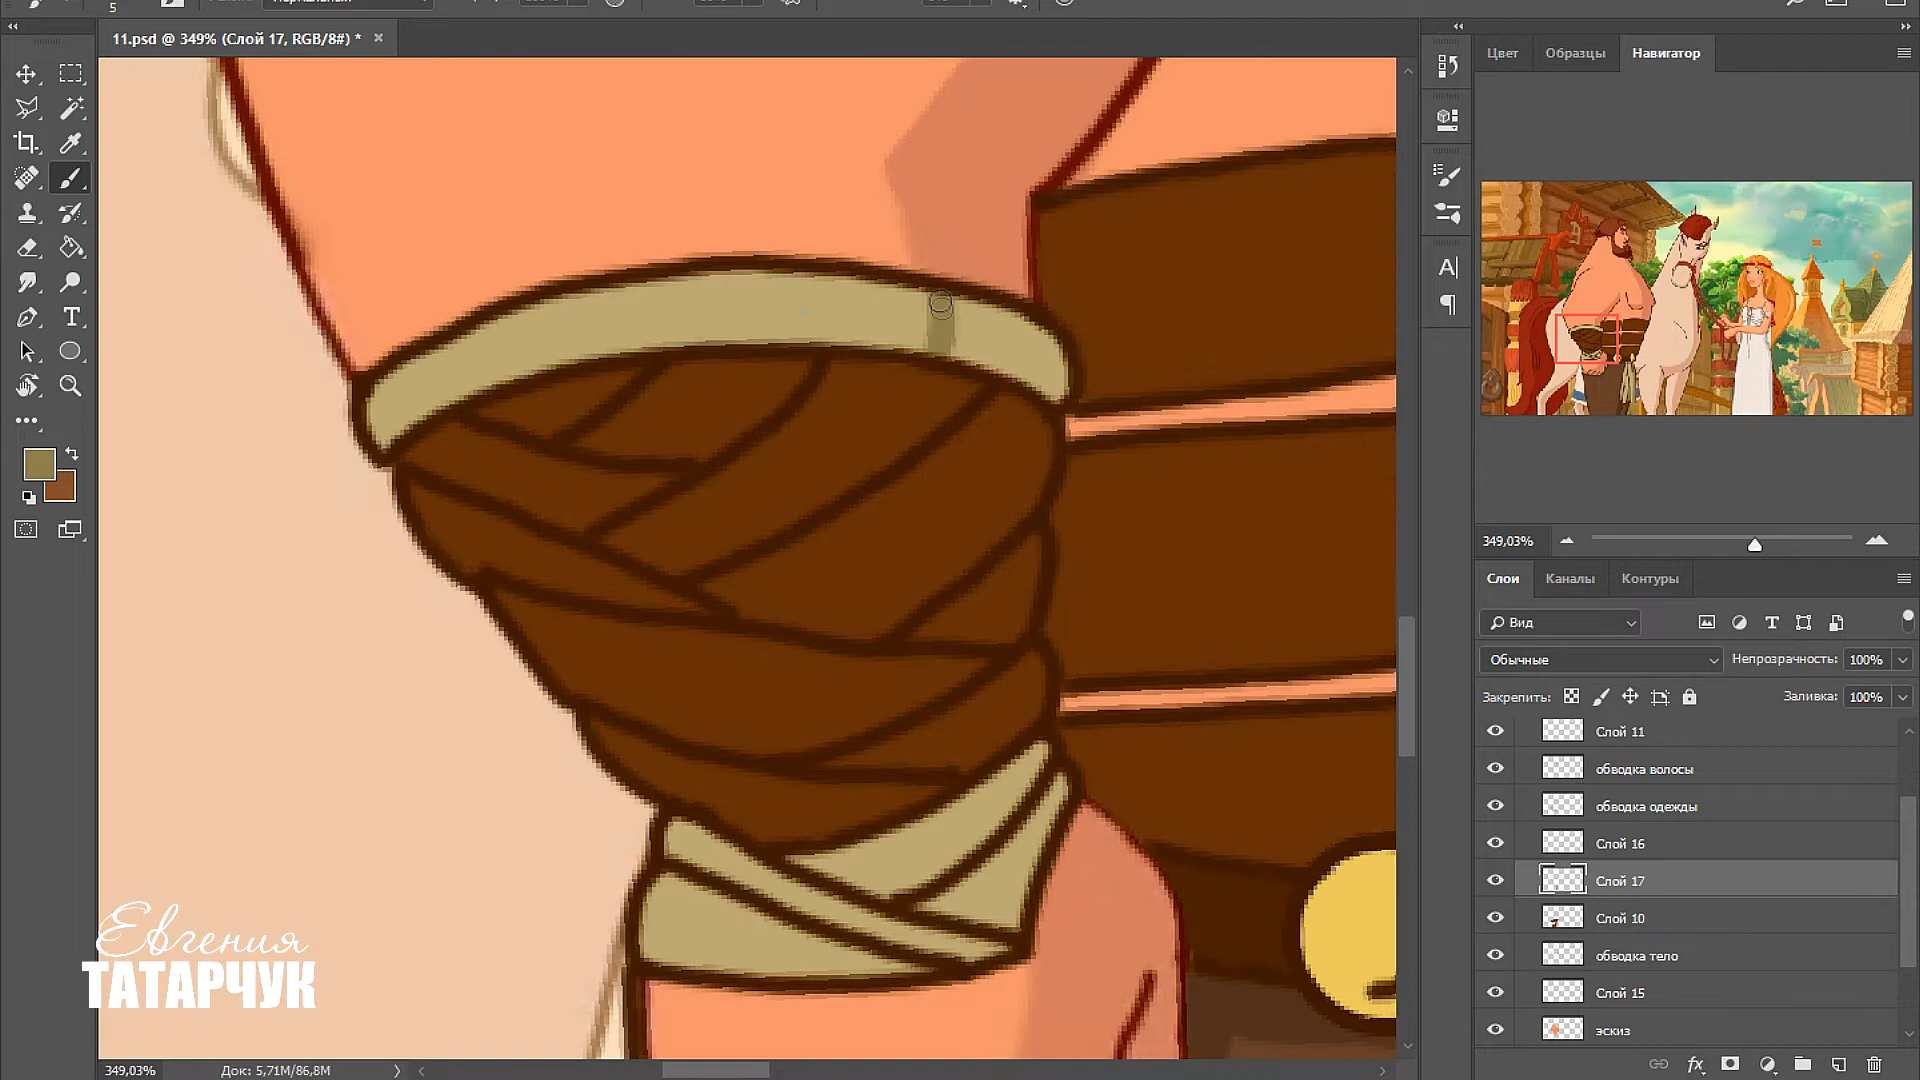 5
11.psd @ 349% (Слой 17, RGB/8#) *
Цвет
Образцы
Навигатор
349,03%
Слои
Каналы
Контуры
Вид
Обычные
Непрозрачность: 100%
Закрепить:
Заливка: 100%
Слой 11
обводка волосы
обводка одежды
Слой 16
Слой 17
Слой 10
обводка тело
Слой 15
эскиз
Евгения
ТАТАРЧУК
349,03%
Док: 5,71M/86,8M